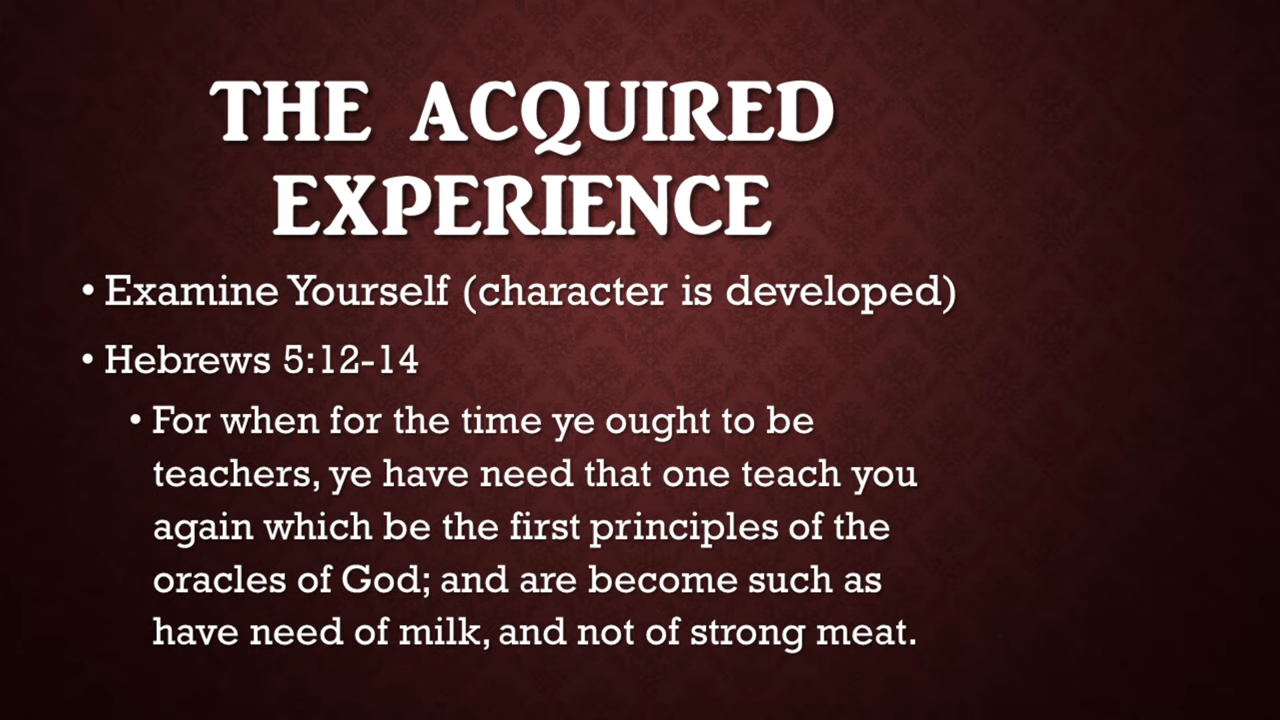 THE ACQUIRED
EXPERIENCE
• Examine Yourself (character is developed)
• Hebrews 5:12-14
• For when for the time ye ought to be
teachers, ye have need that one teach you
again which be the first principles of the
oracles of God; and are become such as
have need of milk, and not of strong meat.